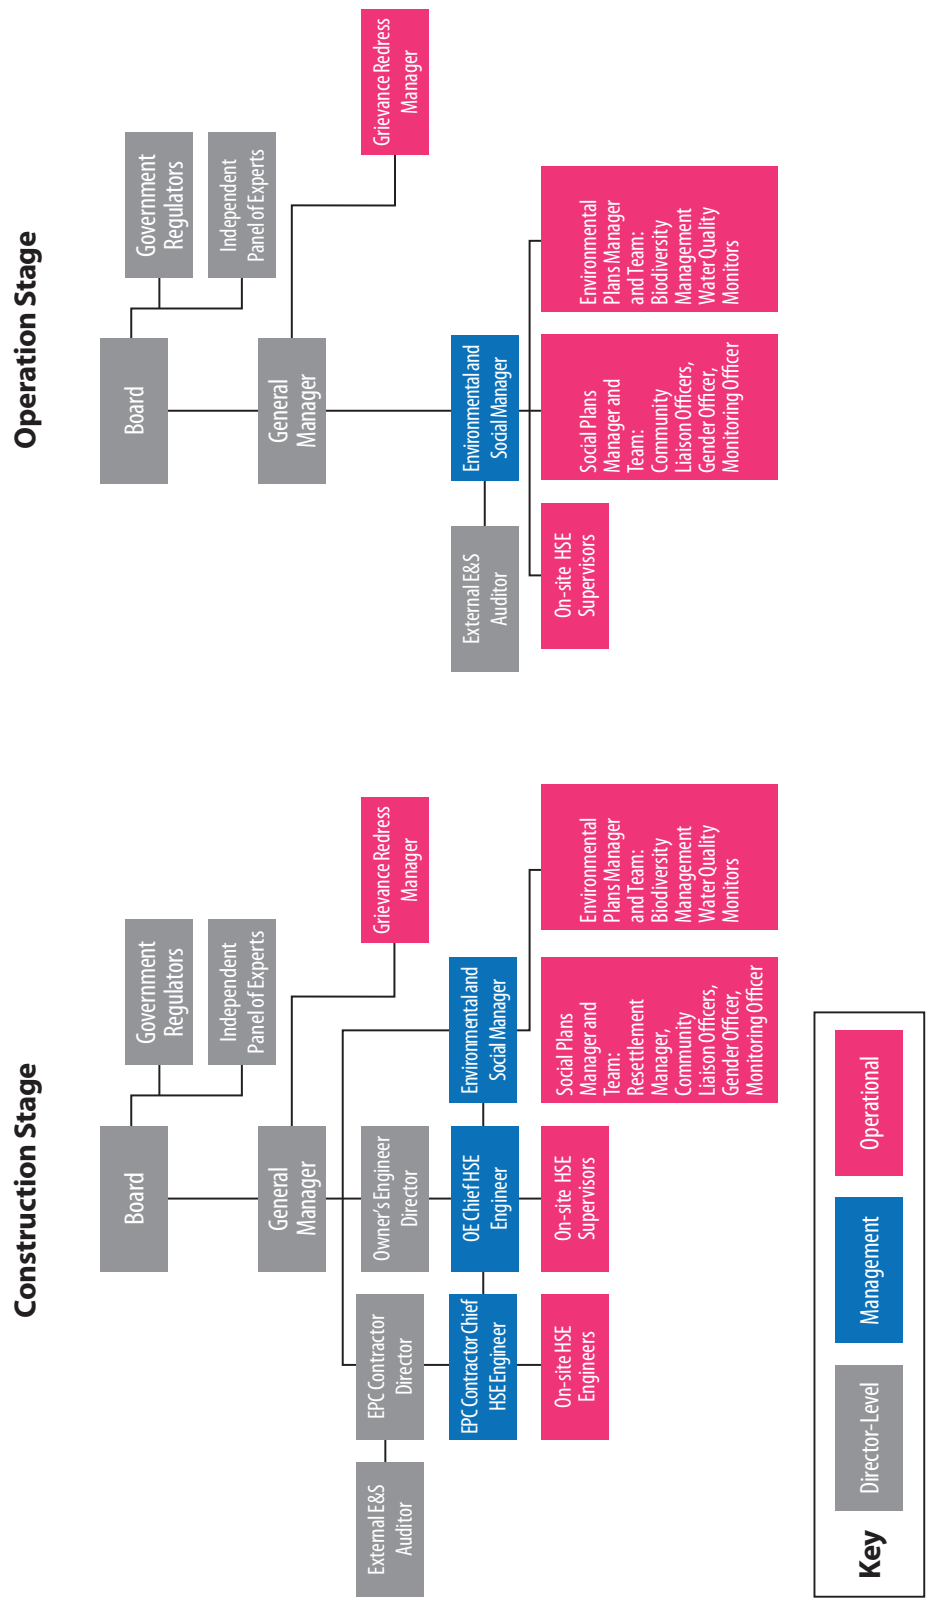 Construction Stage
Board
Government
Regulators
Independent
Panel of Experts
General
Manager
Grievance Redress
Manager
External E&S
Auditor
EPC Contractor
Director
Owner's Engineer
Director
EPC Contractor Chief
HSE Engineer
OE Chief HSE
Engineer
Environmental and
Social Manager
On-site HSE
Engineers
On-site HSE
Supervisors
Social Plans
Manager and
Team:
Resettlement
Manager,
Community
Liaison Officers,
Gender Officer,
Monitoring Officer
Environmental
Plans Manager
and Team:
Biodiversity
Management
Water Quality
Monitors
Operation Stage
Board
Government
Regulators
Independent
Panel of Experts
General
Manager
Grievance Redress
Manager
External E&S
Auditor
Environmental and
Social Manager
On-site HSE
Supervisors
Social Plans
Manager and
Team:
Community
Liaison Officers,
Gender Officer,
Monitoring Officer
Environmental
Plans Manager
and Team:
Biodiversity
Management
Water Quality
Monitors
Key
Director-Level
Management
Operational